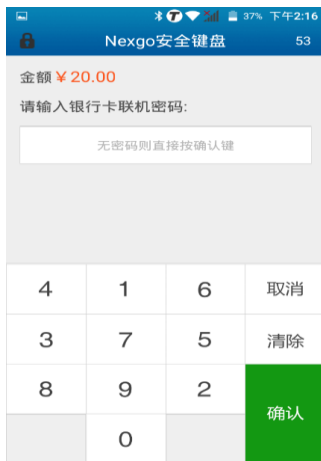 37% 下午2:16
Nexgo安全键盘 53
金额￥20.00
请输入银行卡联机密码:
无密码则直接按确认键
4 1 6 取消
3 7 5 清除
8 9 2
确认
0